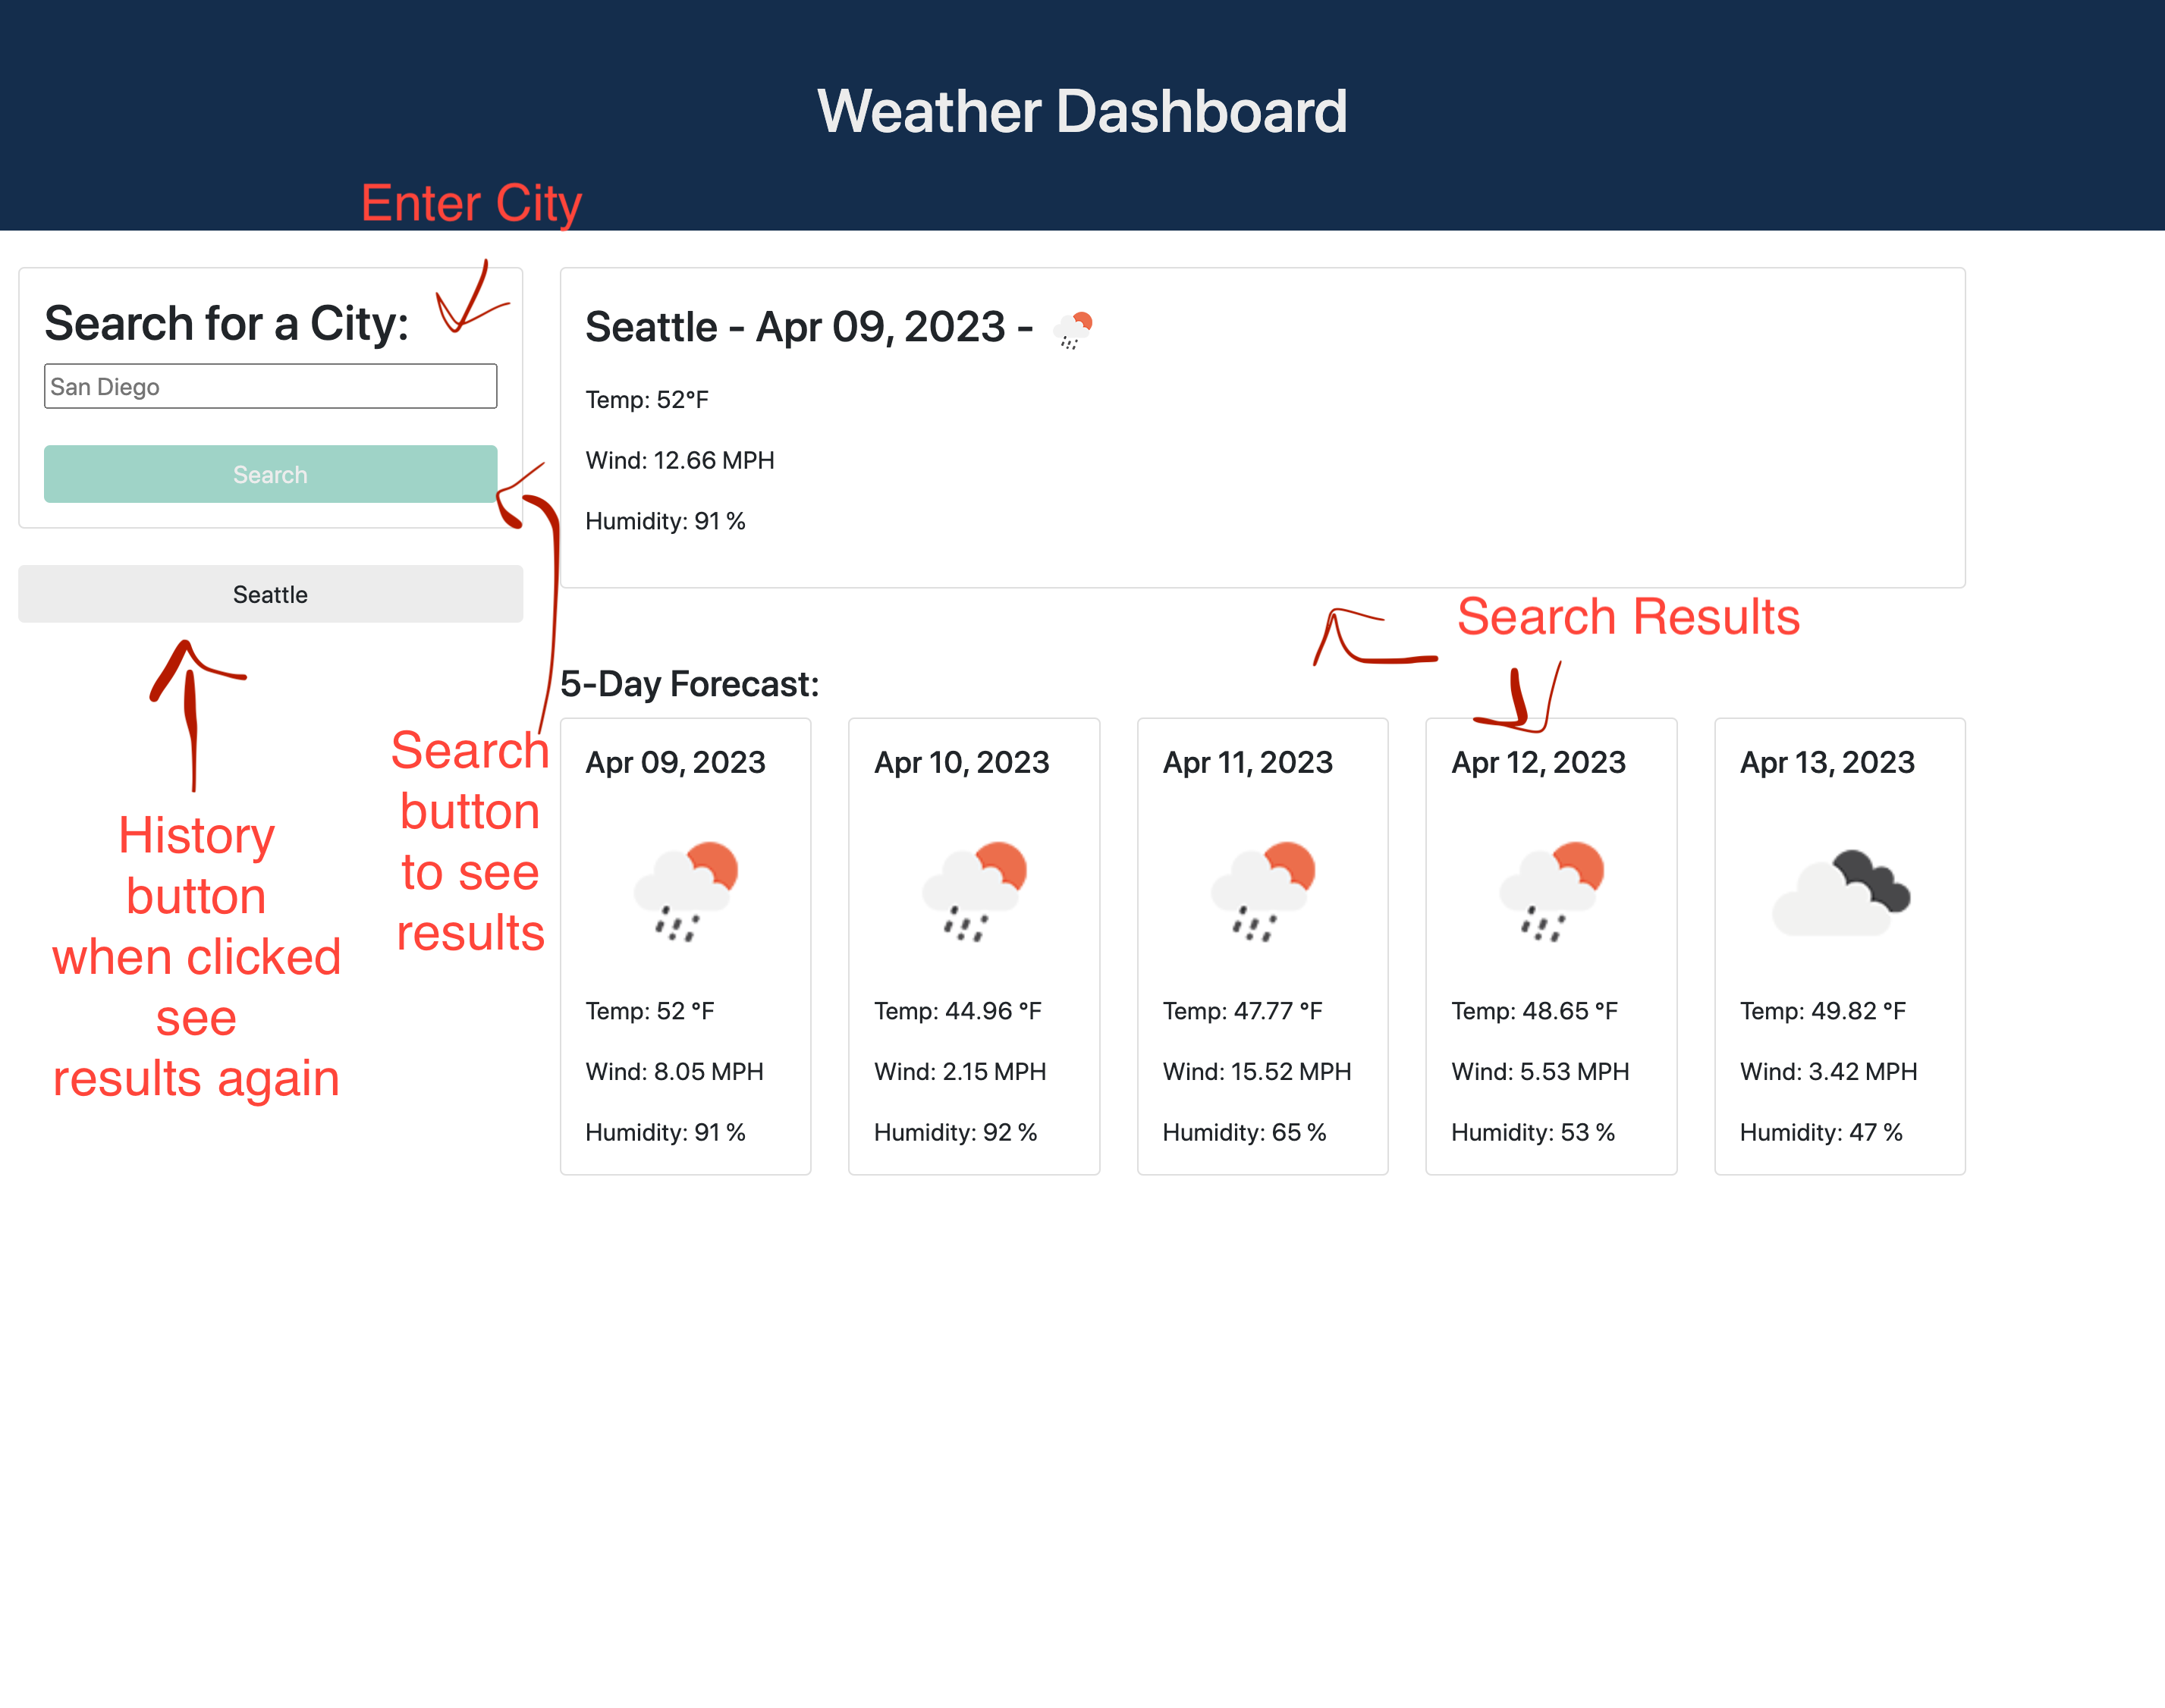 Weather Dashboard
Enter City
Search for a City:
San Diego
Search
Seattle
History
button
when clicked
see
results again
Search
button
to see
results
Seattle - Apr 09, 2023 -
Temp: 52°F
Wind: 12.66 MPH
Humidity: 91 %
Search Results
5-Day Forecast:
Apr 09, 2023
Temp: 52 °F
Wind: 8.05 MPH
Humidity: 91 %
Apr 10, 2023
Temp: 44.96 °F
Wind: 2.15 MPH
Humidity: 92 %
Apr 11, 2023
Temp: 47.77 °F
Wind: 15.52 MPH
Humidity: 65 %
Apr 12, 2023
Temp: 48.65 °F
Wind: 5.53 MPH
Humidity: 53 %
Apr 13, 2023
Temp: 49.82 °F
Wind: 3.42 MPH
Humidity: 47 %